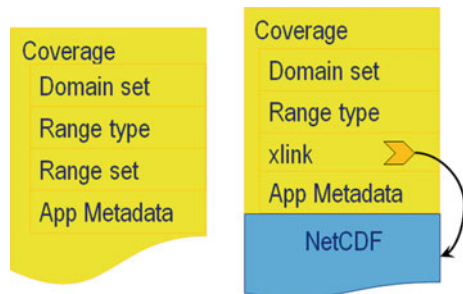 Coverage
Domain set
Range type
Range set
App Metadata
Coverage
Domain set
Range type
xlink
App Metadata
NetCDF